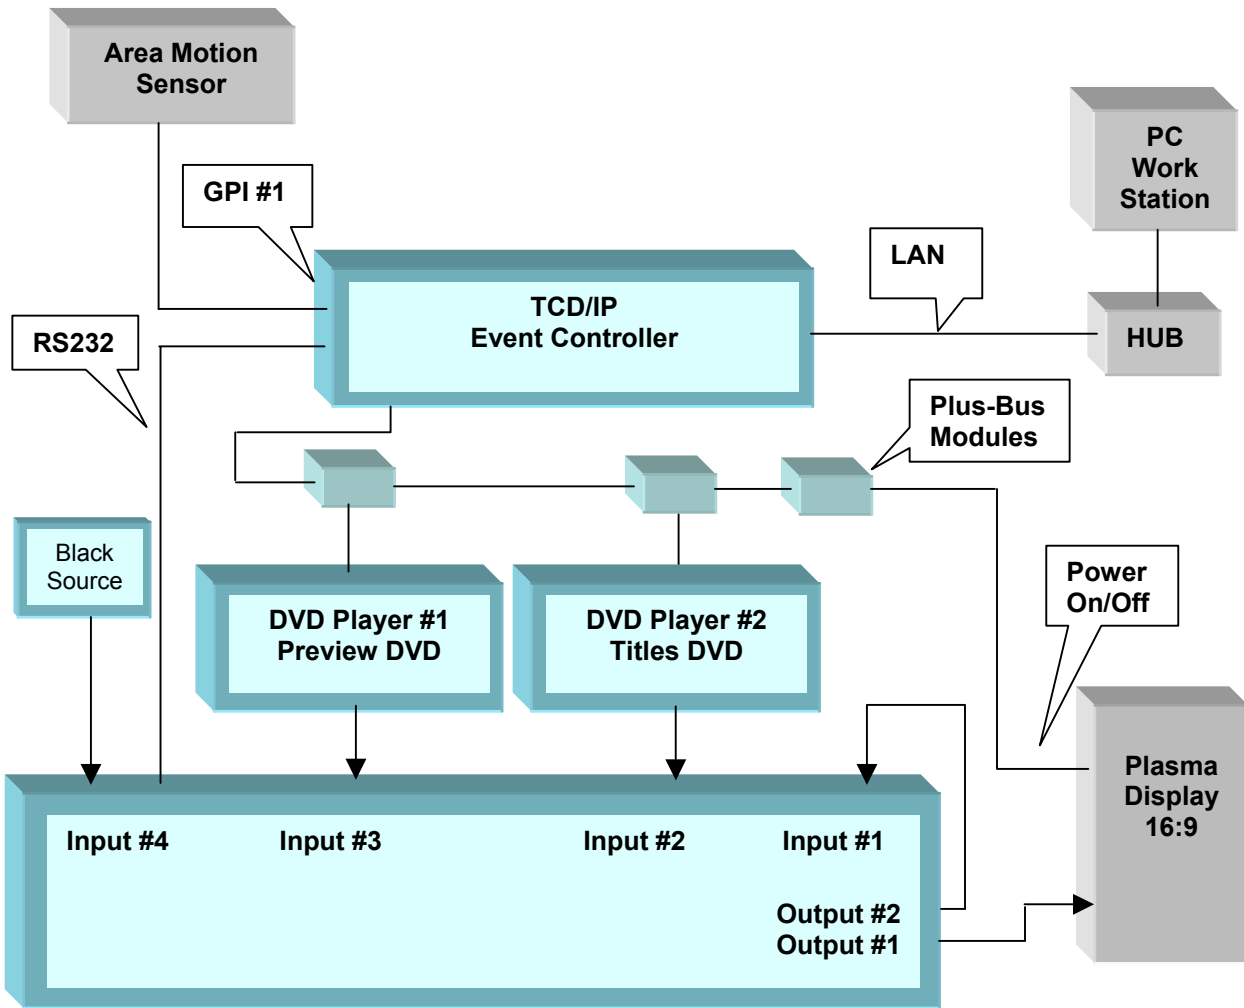 Area Motion
Sensor
PC
Work
Station
GPI #1
LAN
TCD/IP
Event Controller
RS232
HUB
Plus-Bus
Modules
Black
Source
Power
On/Off
DVD Player #1
Preview DVD
DVD Player #2
Titles DVD
Plasma
Display
16:9
Input #4
Input #3
Input #2
Input #1
Output #2
Output #1